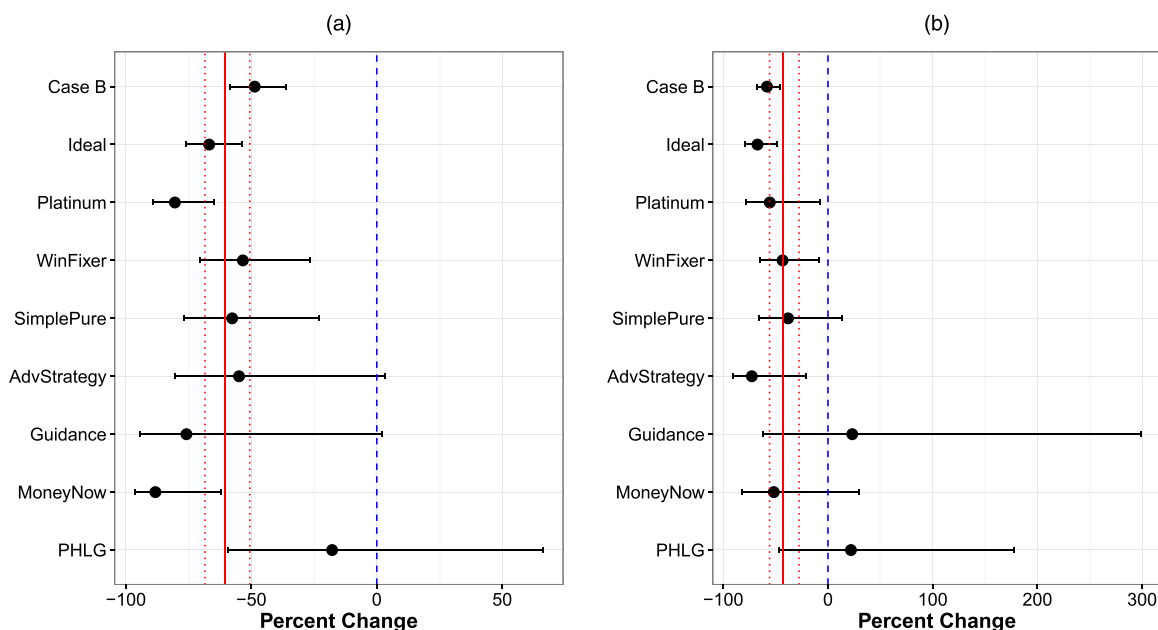 (a)
Case B
Ideal
Platinum
WinFixer
SimplePure
AdvStrategy
Guidance
MoneyNow
PHLG
−100 −50 0 50
Percent Change
(b)
Case B
Ideal
Platinum
WinFixer
SimplePure
AdvStrategy
Guidance
MoneyNow
PHLG
−100 0 100 200 300
Percent Change